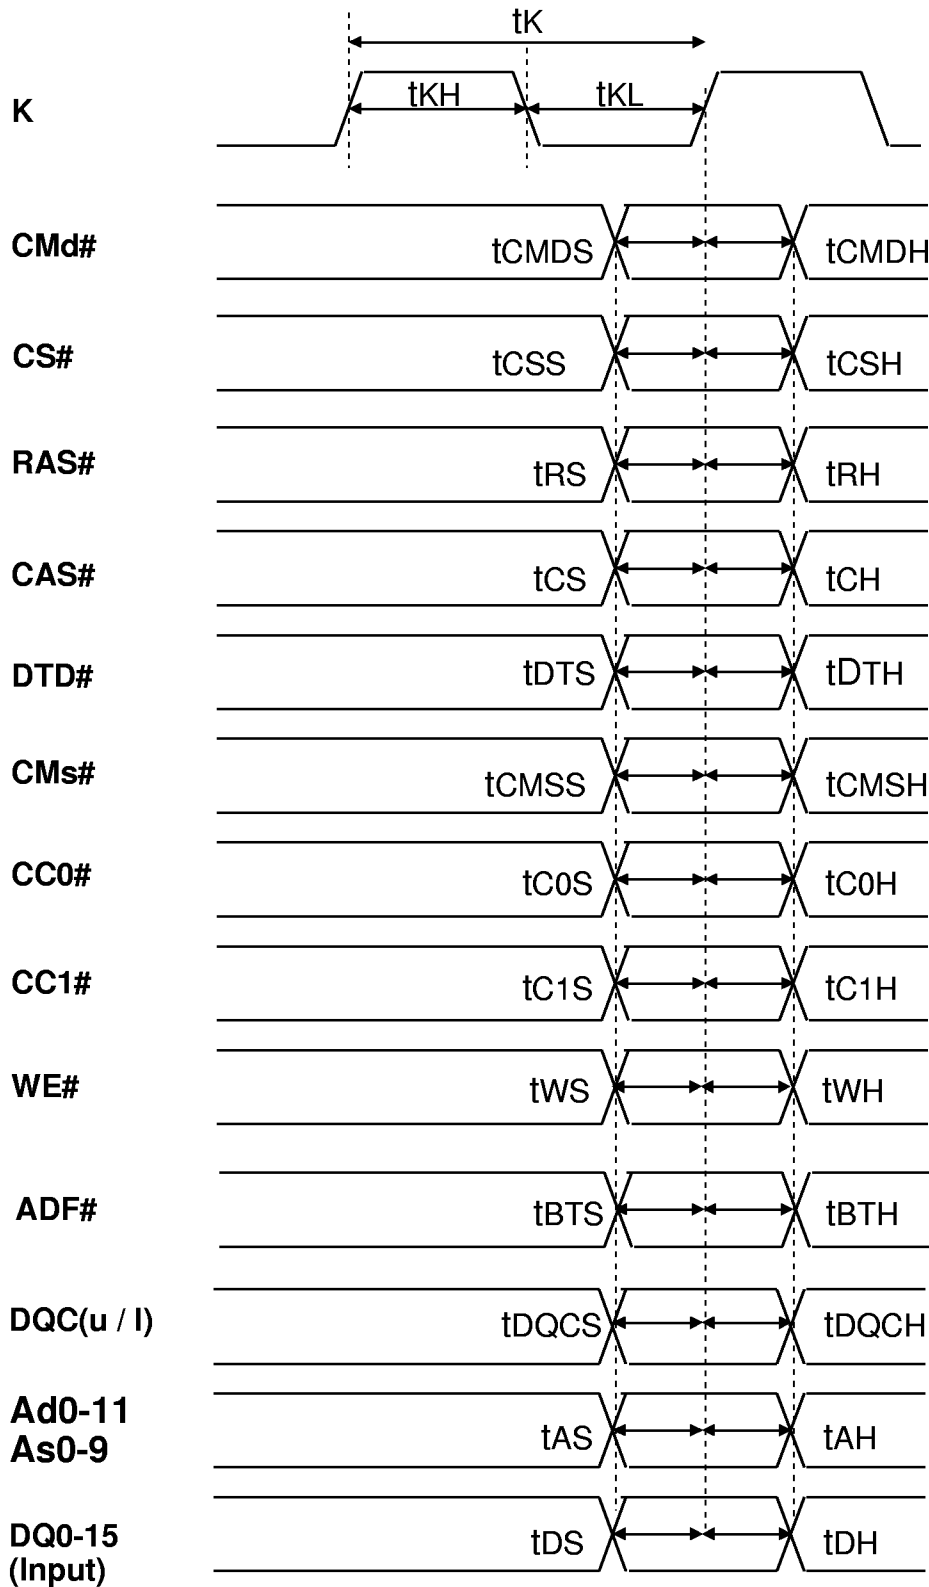 tK
K tKH tKL
CMd# tCMDS tCMDH
CS# tCSS tCSH
RAS# tRS tRH
CAS# tCS tCH
DTD# tDTS tDTH
CMs# tCMSS tCMSH
CC0# tC0S tC0H
CC1# tC1S tC1H
WE# tWS tWH
ADF# tBTS tBTH
DQC(u / l) tDQCS tDQCH
Ad0-11
As0-9 tAS tAH
DQ0-15 tDS tDH
(Input)